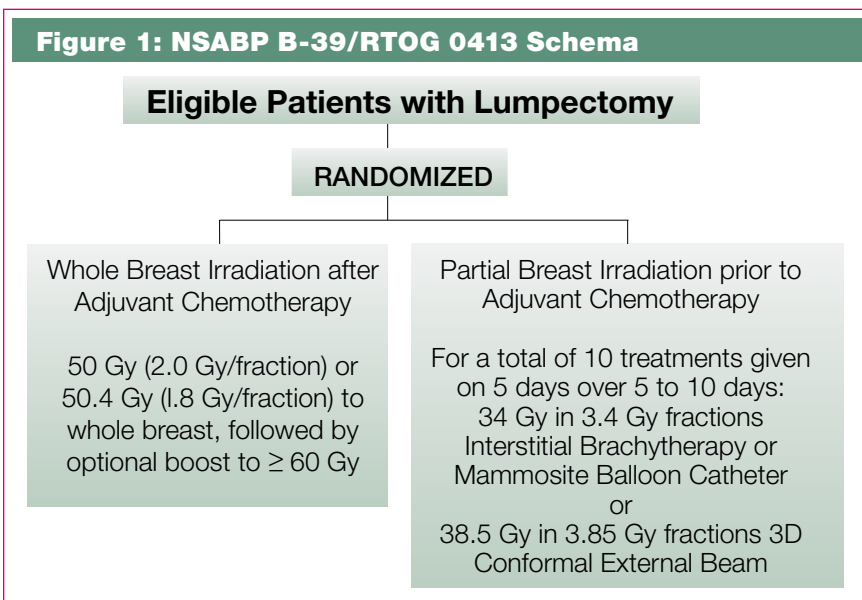 Figure 1: NSABP B-39/RTOG 0413 Schema
Eligible Patients with Lumpectomy
RANDOMIZED
Whole Breast Irradiation after
Adjuvant Chemotherapy
50 Gy (2.0 Gy/fraction) or
50.4 Gy (l.8 Gy/fraction) to
whole breast, followed by
optional boost to ≥ 60 Gy
Partial Breast Irradiation prior to
Adjuvant Chemotherapy
For a total of 10 treatments given
on 5 days over 5 to 10 days:
34 Gy in 3.4 Gy fractions
Interstitial Brachytherapy or
Mammosite Balloon Catheter
or
38.5 Gy in 3.85 Gy fractions 3D
Conformal External Beam